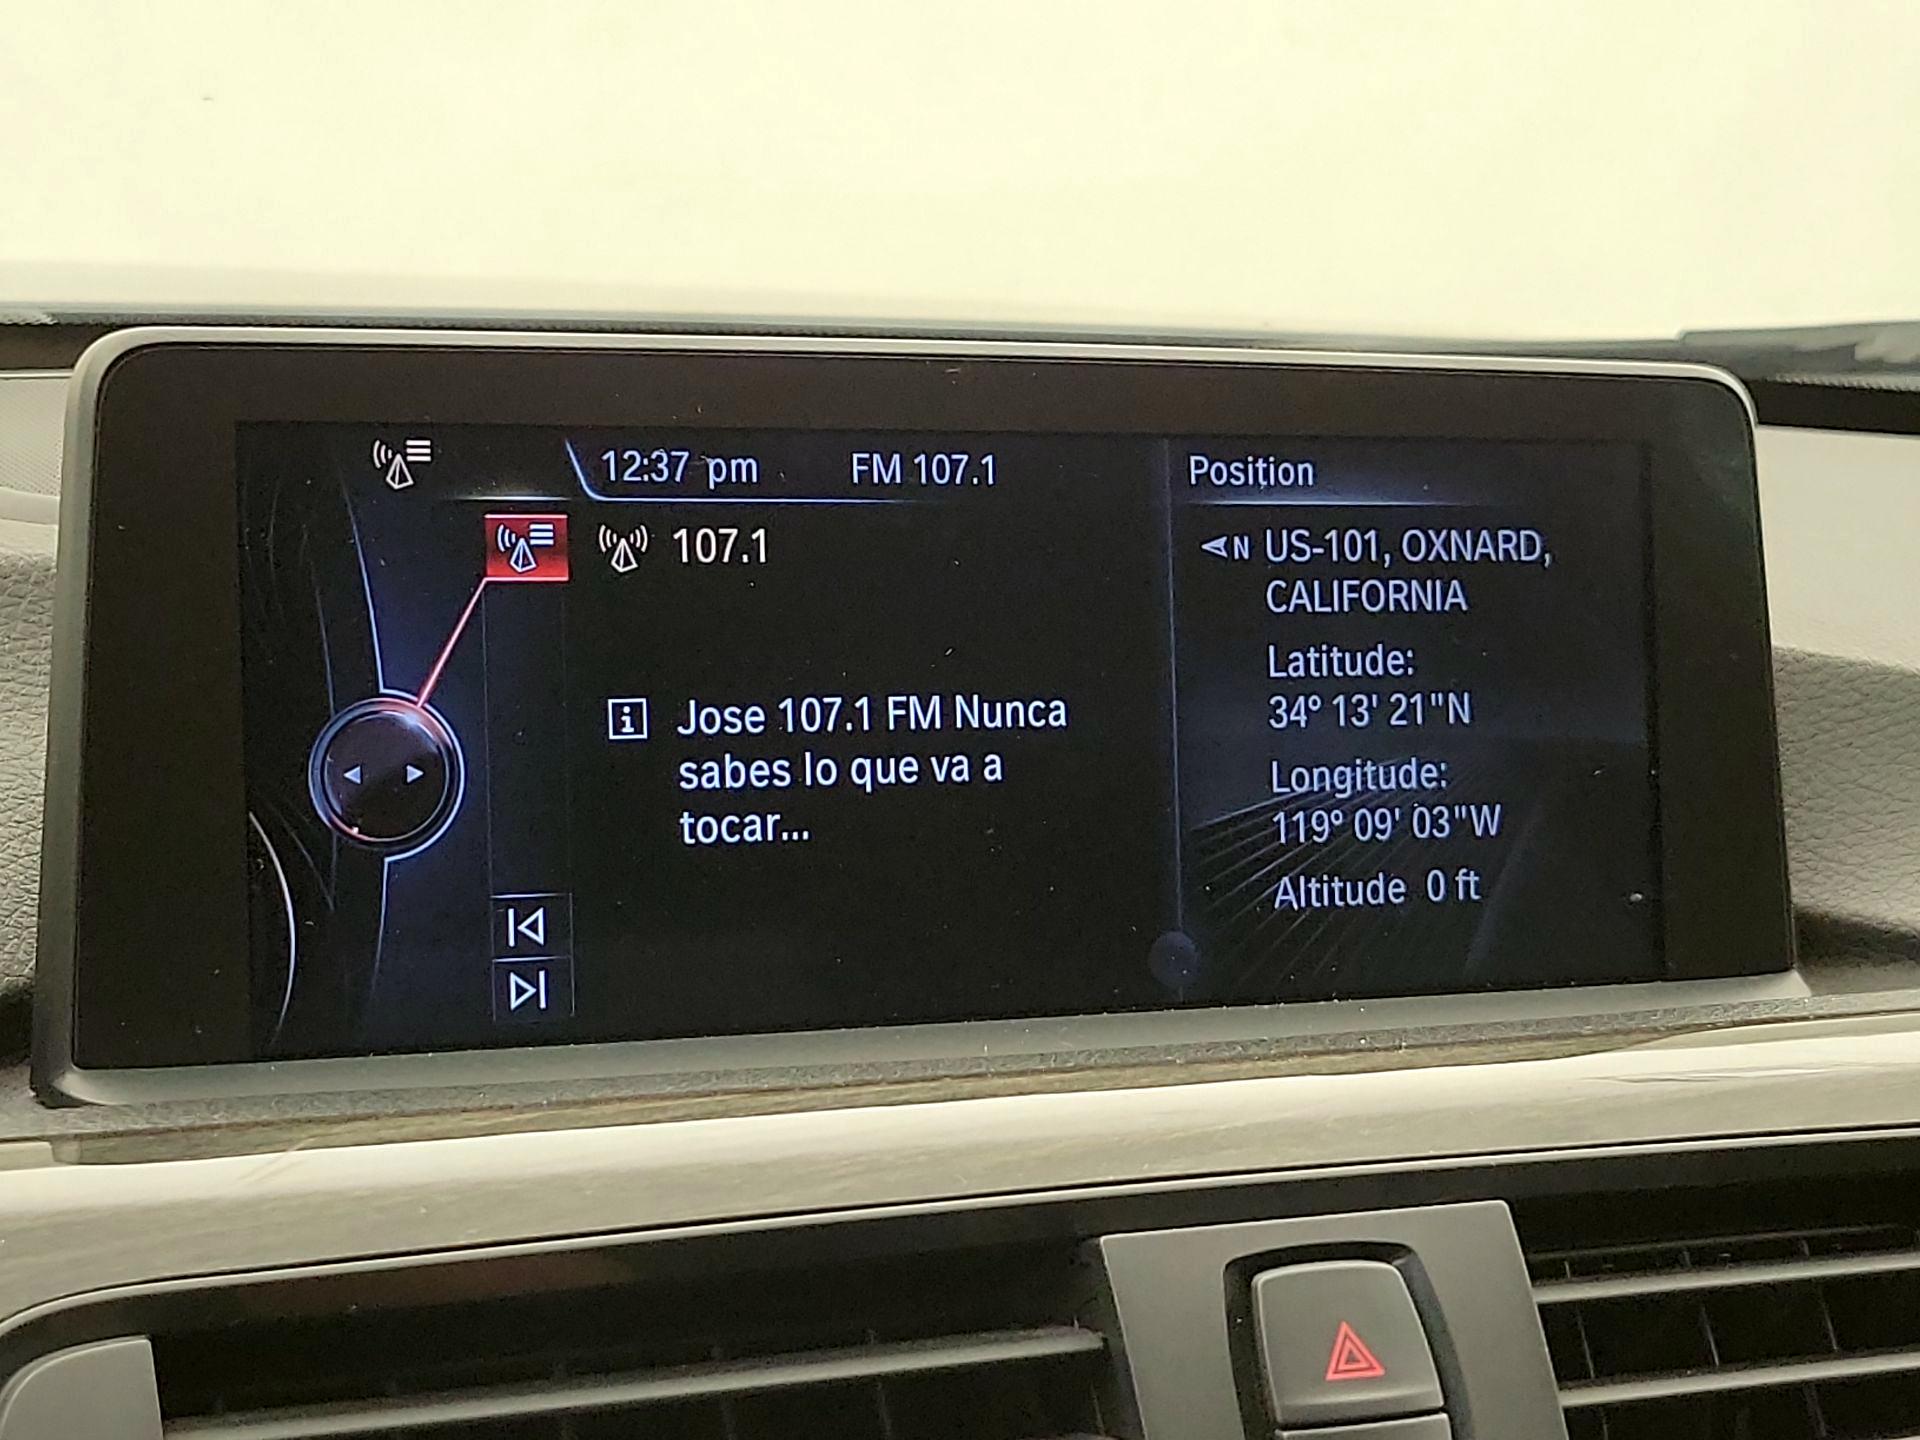 12:37 pm FM 107.1
107.1
Jose 107.1 FM Nunca
sabes lo que va a
tocar...
Position
N US-101, OXNARD,
CALIFORNIA
Latitude:
34° 13' 21"N
Longitude:
119° 09' 03"W
Altitude 0 ft